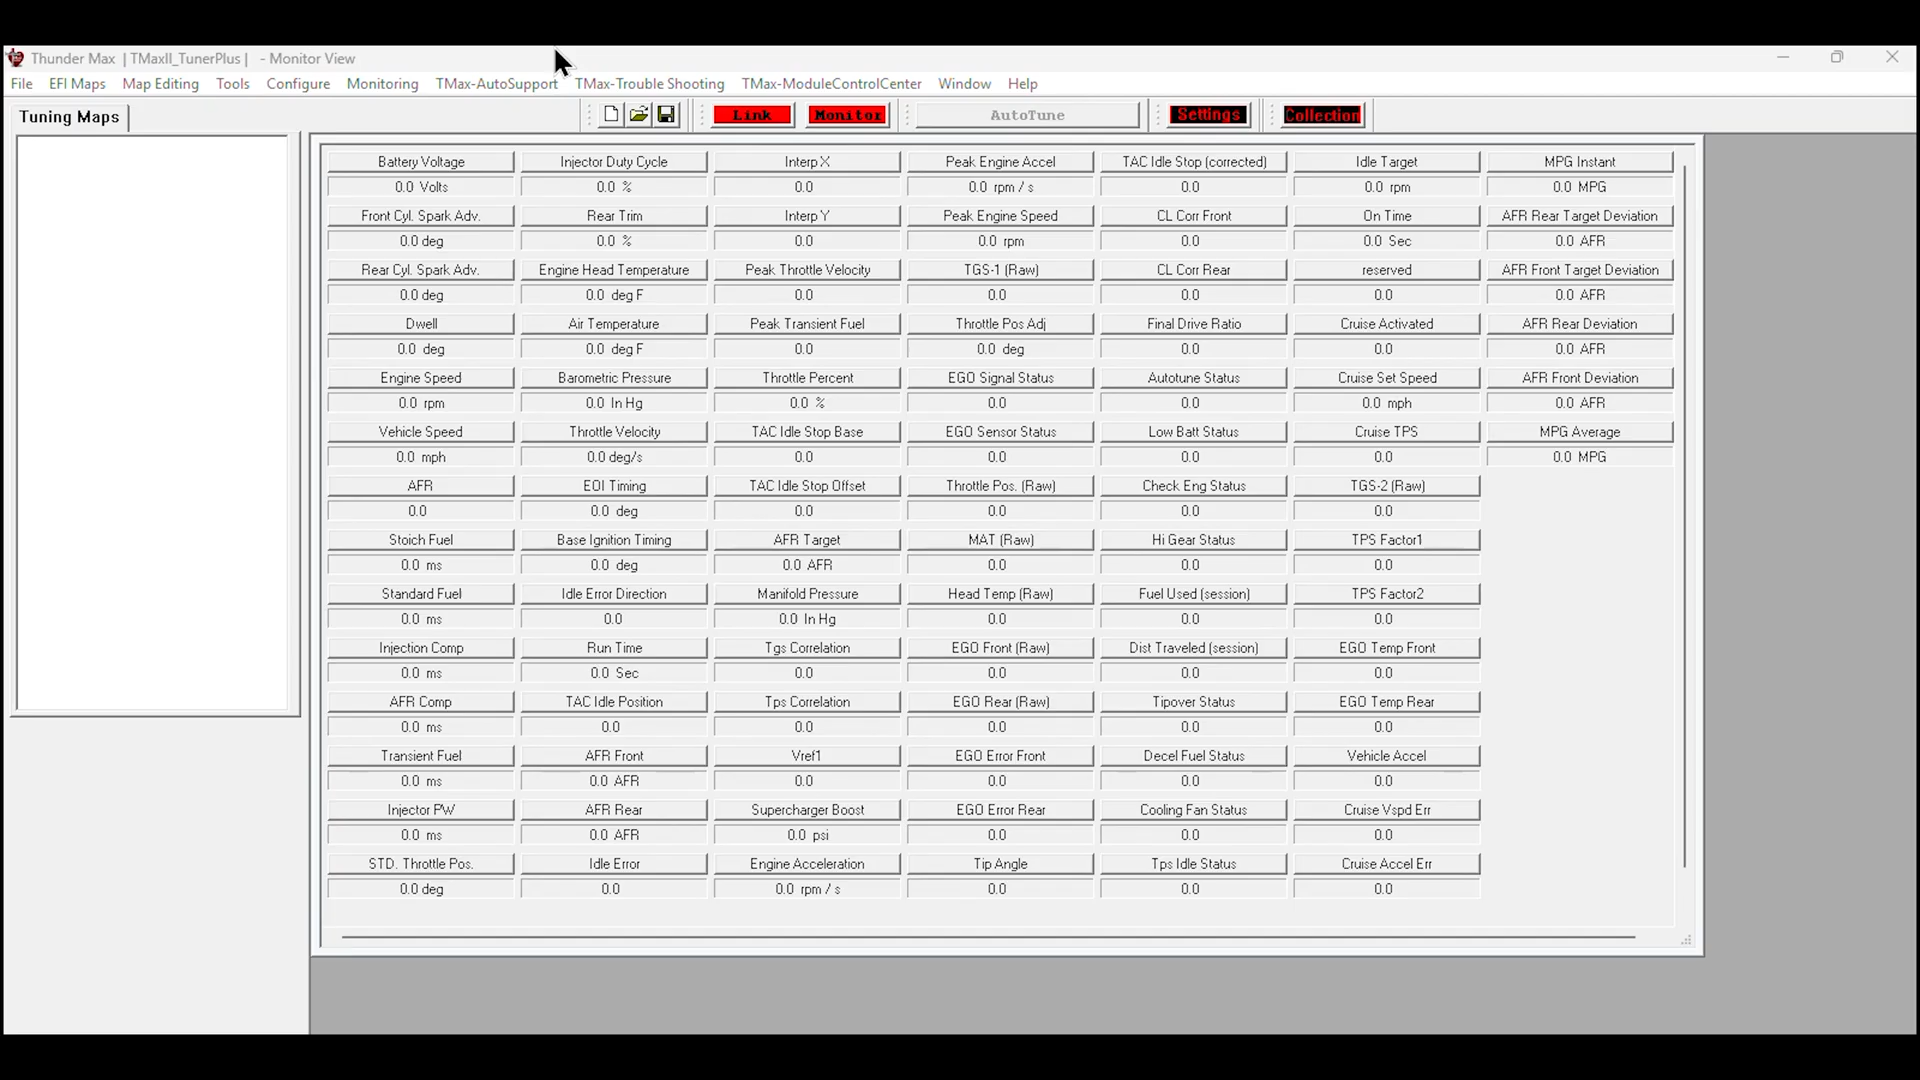 Thunder Max | TMaxII_TunerPlus | - Monitor View
File EFI Maps Map Editing Tools Configure Monitoring TMax-AutoSupport TMax-Trouble Shooting TMax-ModuleControlCenter Window Help
Tuning Maps Link Monitor AutoTune Settings Collection
Battery Voltage Injector Duty Cycle Interp X Peak Engine Accel TAC Idle Stop (corrected) Idle Target MPG Instant
0.0 Volts 0.0 % 0.0 0.0 rpm / s 0.0 0.0 rpm 0.0 MPG
Front Cyl. Spark Adv. Rear Trim Interp Y Peak Engine Speed CL Corr Front On Time AFR Rear Target Deviation
0.0 deg 0.0 % 0.0 0.0 rpm 0.0 0.0 Sec 0.0 AFR
Rear Cyl. Spark Adv. Engine Head Temperature Peak Throttle Velocity TGS-1 (Raw) CL Corr Rear reserved AFR Front Target Deviation
0.0 deg 0.0 deg F 0.0 0.0 0.0 0.0 0.0 AFR
Dwell Air Temperature Peak Transient Fuel Throttle Pos Adj Final Drive Ratio Cruise Activated AFR Rear Deviation
0.0 deg 0.0 deg F 0.0 0.0 deg 0.0 0.0 0.0 AFR
Engine Speed Barometric Pressure Throttle Percent EGO Signal Status Autotune Status Cruise Set Speed AFR Front Deviation
0.0 rpm 0.0 In Hg 0.0 % 0.0 0.0 0.0 mph 0.0 AFR
Vehicle Speed Throttle Velocity TAC Idle Stop Base EGO Sensor Status Low Batt Status Cruise TPS MPG Average
0.0 mph 0.0 deg/s 0.0 0.0 0.0 0.0 0.0 MPG
AFR EOI Timing TAC Idle Stop Offset Throttle Pos. (Raw) Check Eng Status TGS-2 (Raw)
0.0 0.0 deg 0.0 0.0 0.0 0.0
Stoich Fuel Base Ignition Timing AFR Target MAT (Raw) Hi Gear Status TPS Factor1
0.0 ms 0.0 deg 0.0 AFR 0.0 0.0 0.0
Standard Fuel Idle Error Direction Manifold Pressure Head Temp (Raw) Fuel Used (session) TPS Factor2
0.0 ms 0.0 0.0 In Hg 0.0 0.0 0.0
Injection Comp Run Time Tgs Correlation EGO Front (Raw) Dist Traveled (session) EGO Temp Front
0.0 ms 0.0 Sec 0.0 0.0 0.0 0.0
AFR Comp TAC Idle Position Tps Correlation EGO Rear (Raw) Tipover Status EGO Temp Rear
0.0 ms 0.0 0.0 0.0 0.0 0.0
Transient Fuel AFR Front Vref1 EGO Error Front Decel Fuel Status Vehicle Accel
0.0 ms 0.0 AFR 0.0 0.0 0.0 0.0
Injector PW AFR Rear Supercharger Boost EGO Error Rear Cooling Fan Status Cruise Vspd Err
0.0 ms 0.0 AFR 0.0 psi 0.0 0.0 0.0
STD. Throttle Pos. Idle Error Engine Acceleration Tip Angle Tps Idle Status Cruise Accel Err
0.0 deg 0.0 0.0 rpm / s 0.0 0.0 0.0